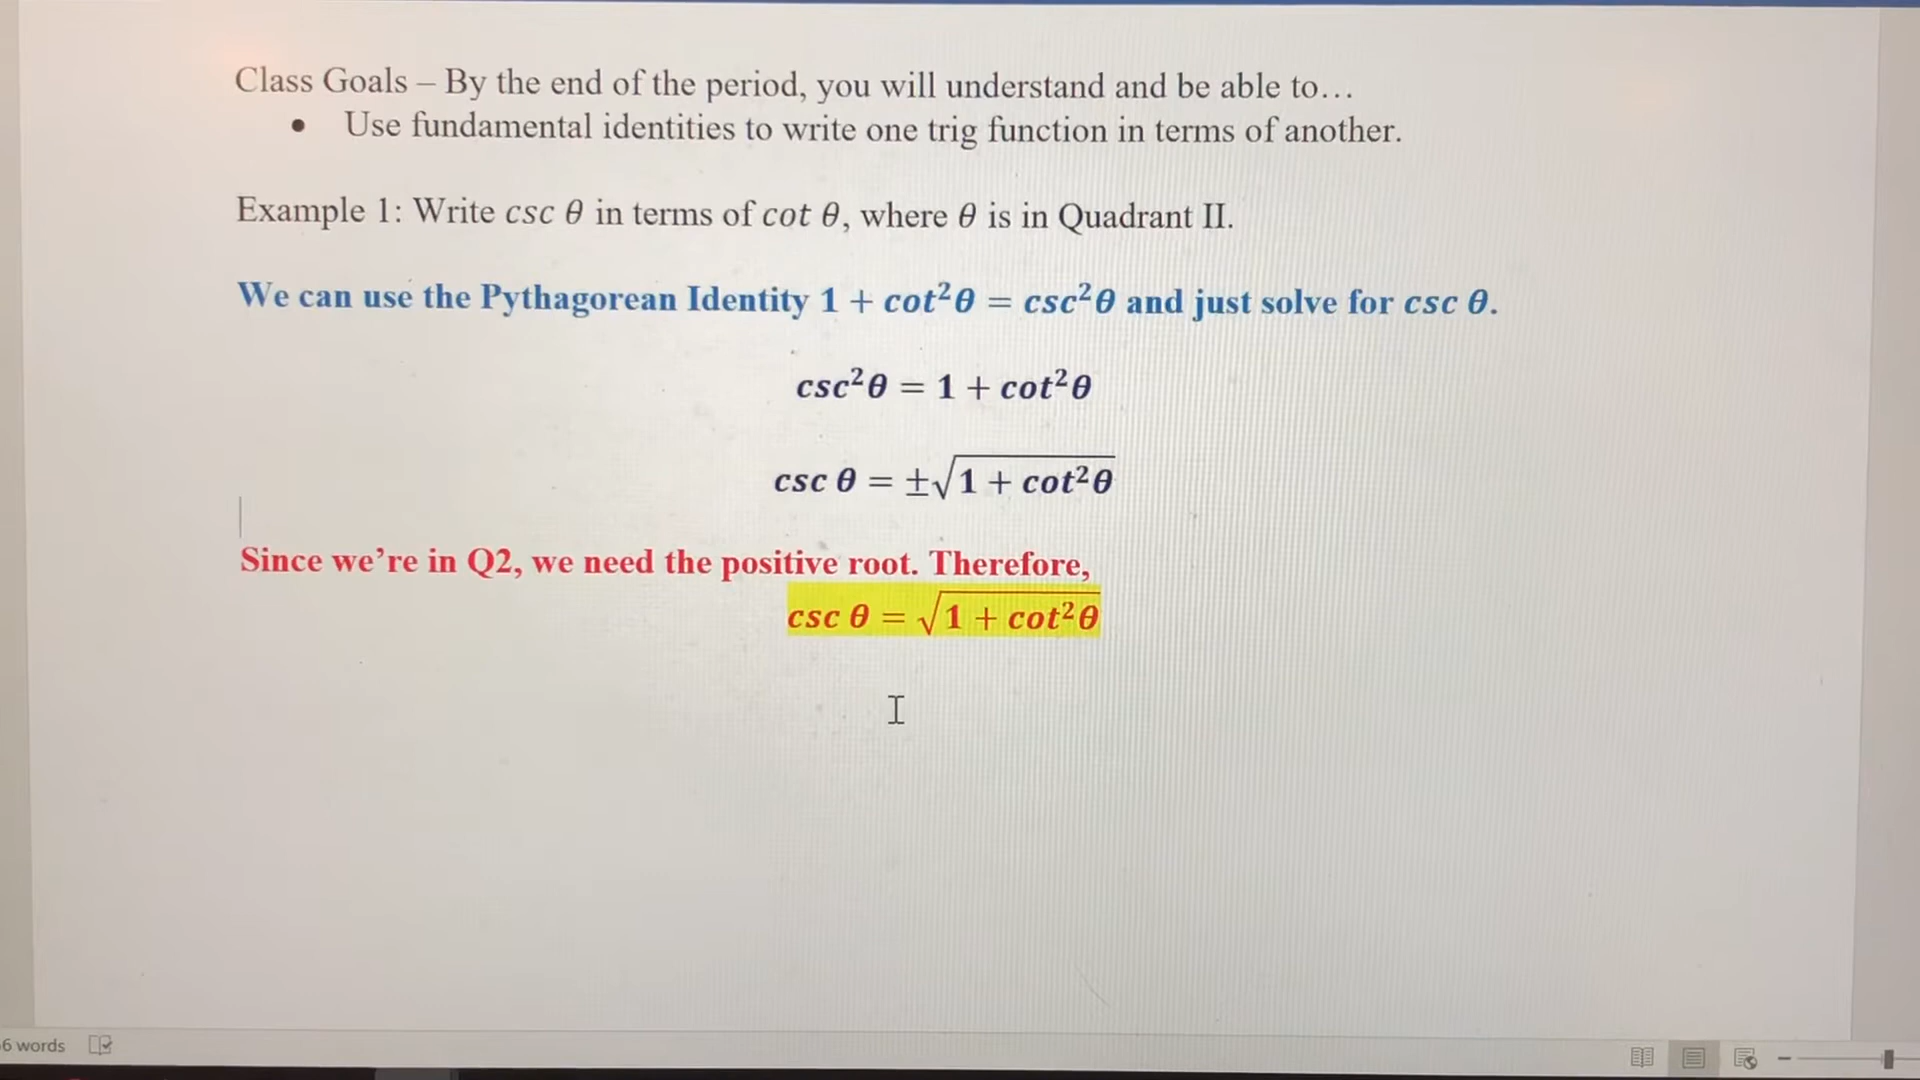 Class Goals – By the end of the period, you will understand and be able to…
• Use fundamental identities to write one trig function in terms of another.
Example 1: Write csc θ in terms of cot θ, where θ is in Quadrant II.
We can use the Pythagorean Identity 1 + cot²θ = csc²θ and just solve for csc θ.
csc²θ = 1 + cot²θ
csc θ = ±√(1 + cot²θ)
Since we're in Q2, we need the positive root. Therefore,
csc θ = √(1 + cot²θ)
6 words